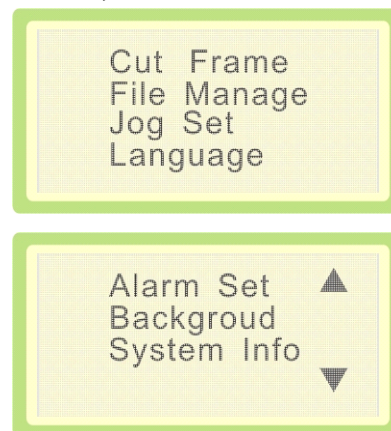 Cut Frame
File Manage
Jog Set
Language
Alarm Set
Backgroud
System Info